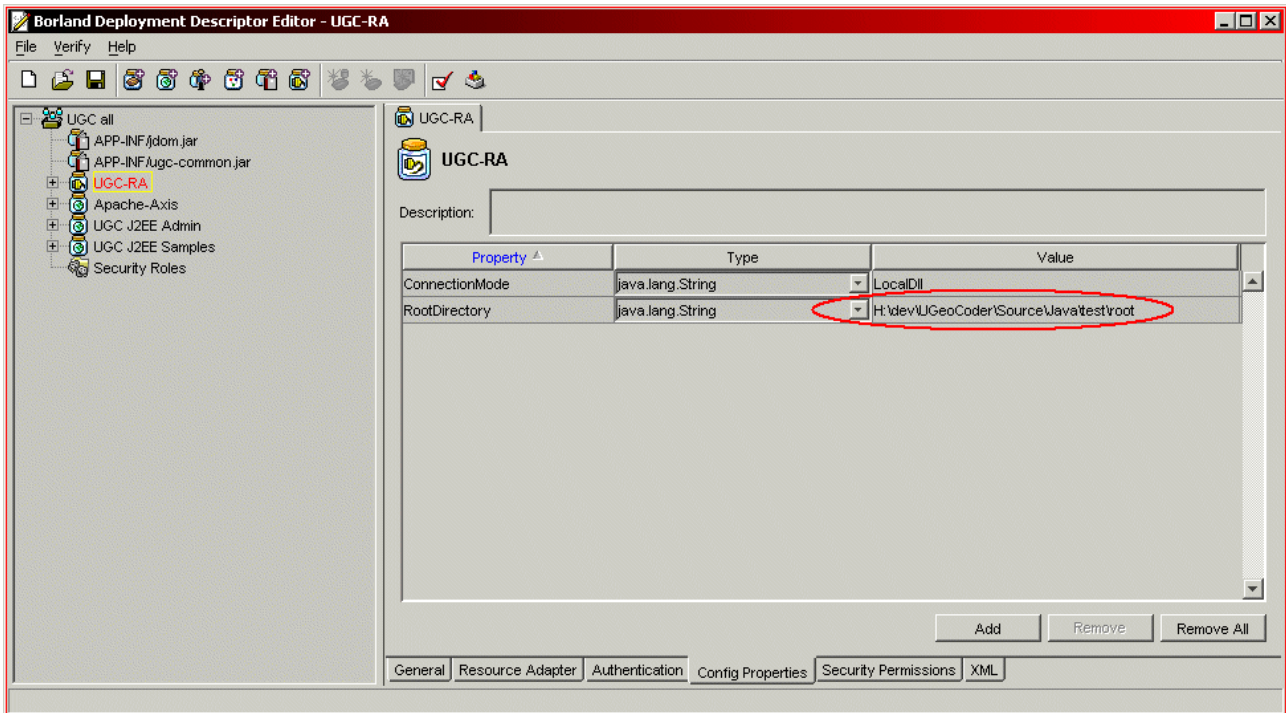 Borland Deployment Descriptor Editor - UGC-RA
File Verify Help
UGC all
APP-INF/jdom.jar
APP-INF/ugc-common.jar
UGC-RA
Apache-Axis
UGC J2EE Admin
UGC J2EE Samples
Security Roles
UGC-RA
UGC-RA
Description:
Property Type Value
ConnectionMode java.lang.String LocalDll
RootDirectory java.lang.String H:\dev\UGeoCoder\Source\Java\test\root
Add Remove Remove All
General Resource Adapter Authentication Config Properties Security Permissions XML